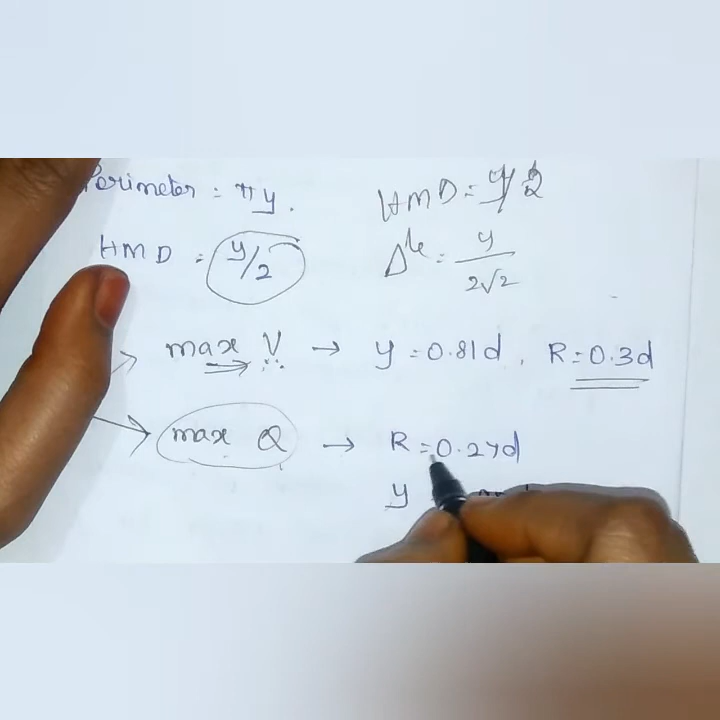 Perimeter = πy. HMD = y/2
HMD = y/2 Δle = y/2√2
max V → y = 0.81d, R = 0.3d
max Q → R = 0.27d
y